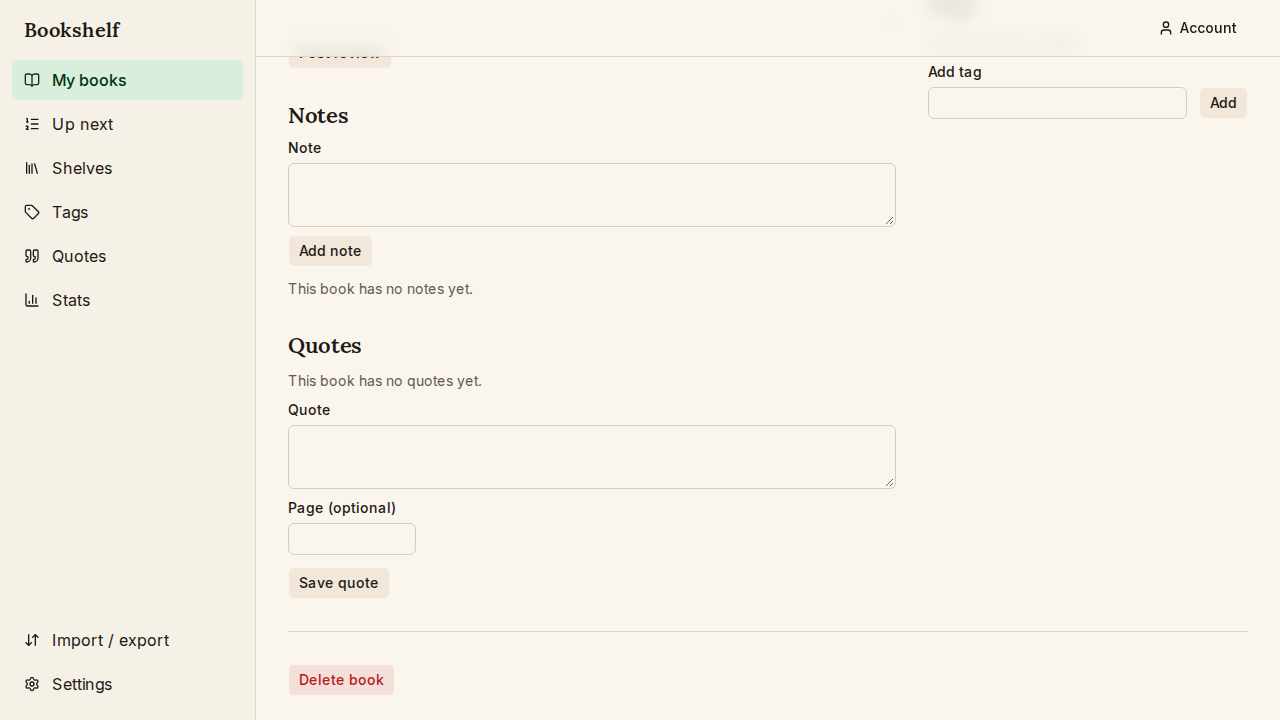 Bookshelf
My books
Up next
Shelves
Tags
Quotes
Stats
Import / export
Settings
Account
Notes
Note
Add note
This book has no notes yet.
Quotes
This book has no quotes yet.
Quote
Page (optional)
Save quote
Delete book
Add tag
Add